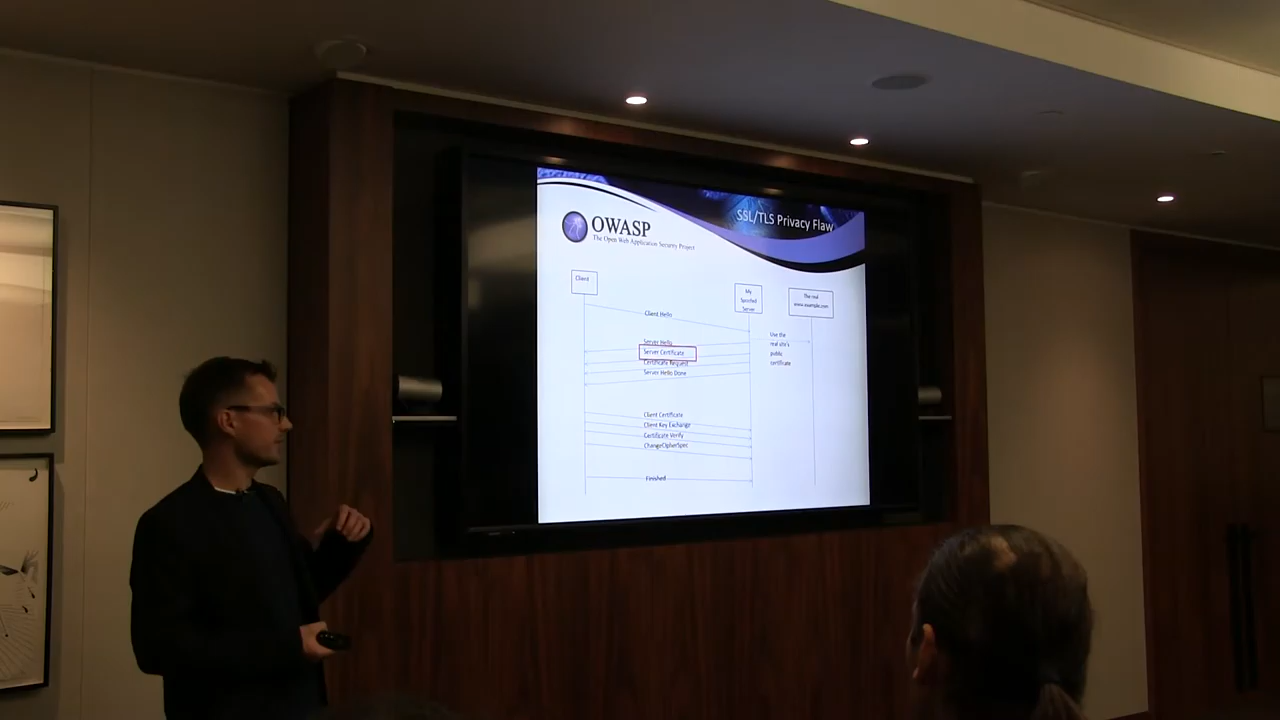 SSL/TLS Privacy Flaw
OWASP
The Open Web Application Security Project
Client
My
Spoofed
Server
The real
www.example.com
Client Hello
Use the
real site's
public
certificate
Server Hello
Server Certificate
Certificate Request
Server Hello Done
Client Certificate
Client Key Exchange
Certificate Verify
ChangeCipherSpec
Finished